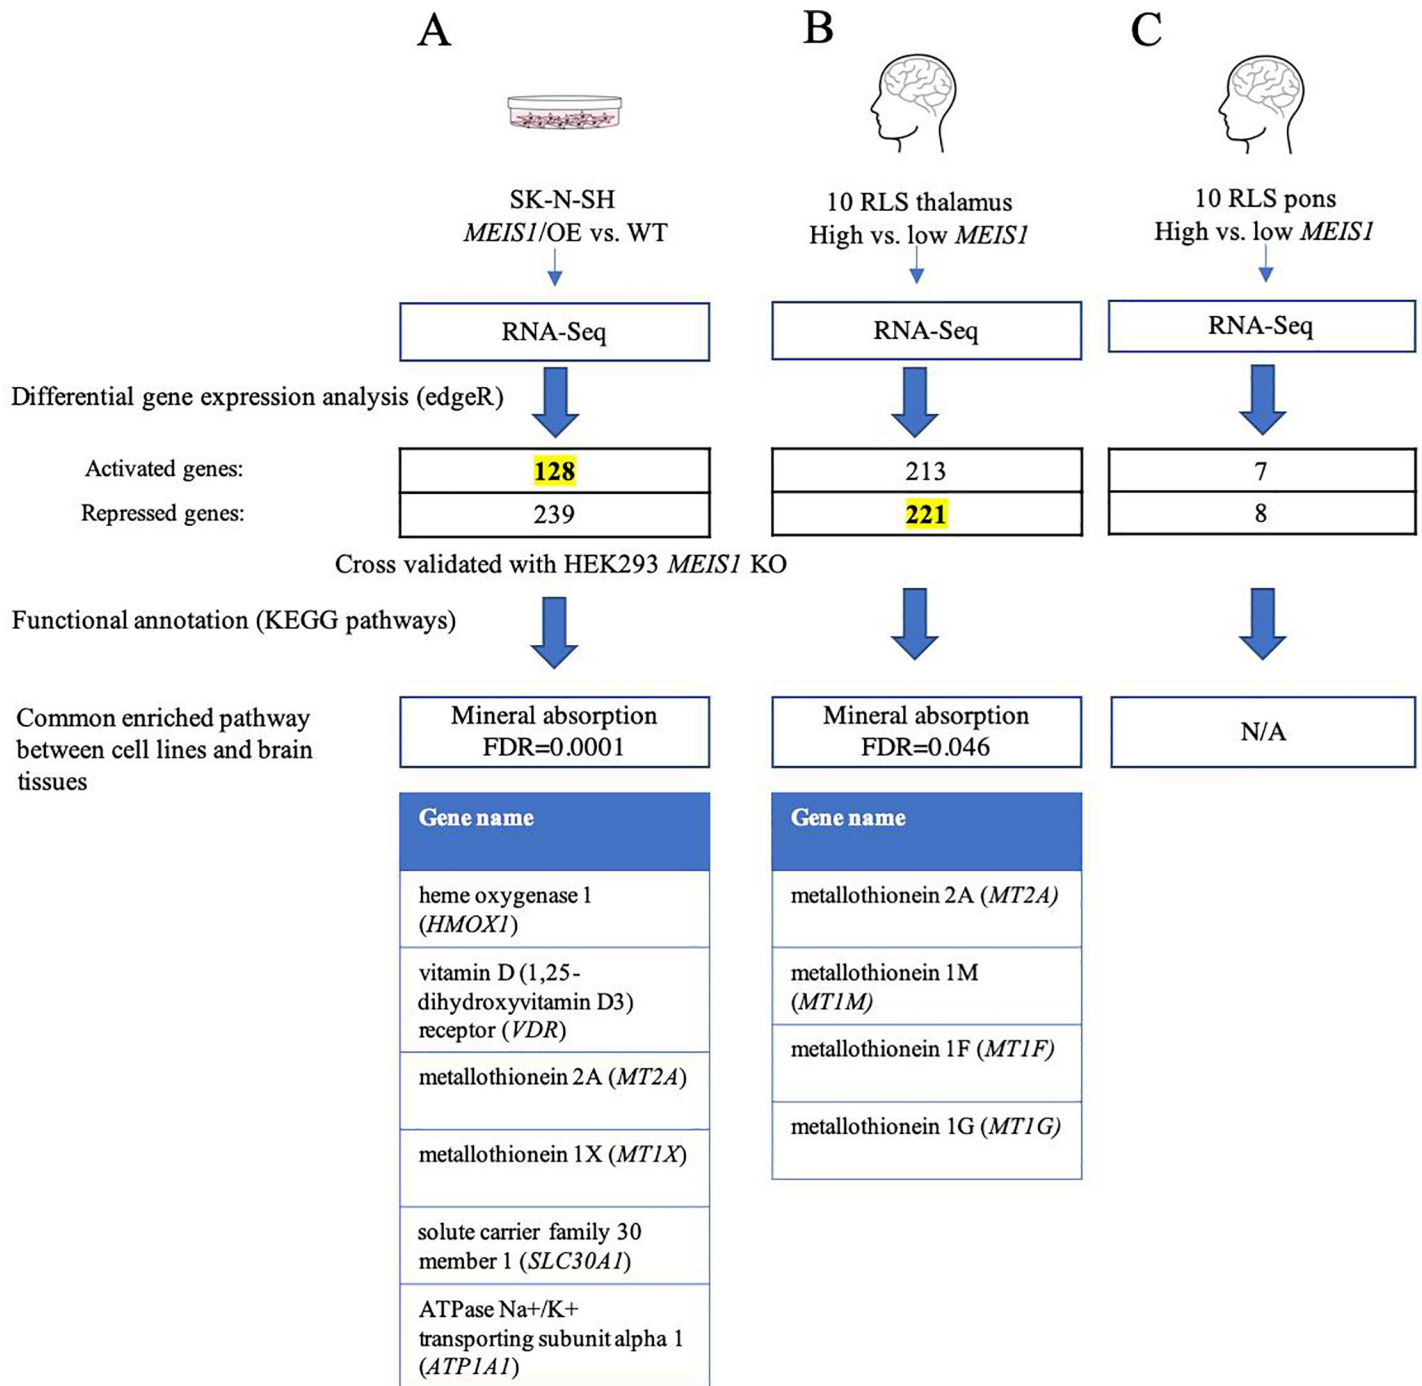 A
B
C
SK-N-SH
MEIS1/OE vs. WT
10 RLS thalamus
High vs. low MEIS1
10 RLS pons
High vs. low MEIS1
RNA-Seq
RNA-Seq
RNA-Seq
Differential gene expression analysis (edgeR)
Activated genes:
128
213
7
Repressed genes:
239
221
8
Cross validated with HEK293 MEIS1 KO
Functional annotation (KEGG pathways)
Common enriched pathway
between cell lines and brain
tissues
Mineral absorption
FDR=0.0001
Mineral absorption
FDR=0.046
N/A
Gene name
heme oxygenase 1
(HMOX1)
vitamin D (1,25-
dihydroxyvitamin D3)
receptor (VDR)
metallothionein 2A (MT2A)
metallothionein 1X (MT1X)
solute carrier family 30
member 1 (SLC30A1)
ATPase Na+/K+
transporting subunit alpha 1
(ATP1A1)
Gene name
metallothionein 2A (MT2A)
metallothionein 1M
(MT1M)
metallothionein 1F (MT1F)
metallothionein 1G (MT1G)